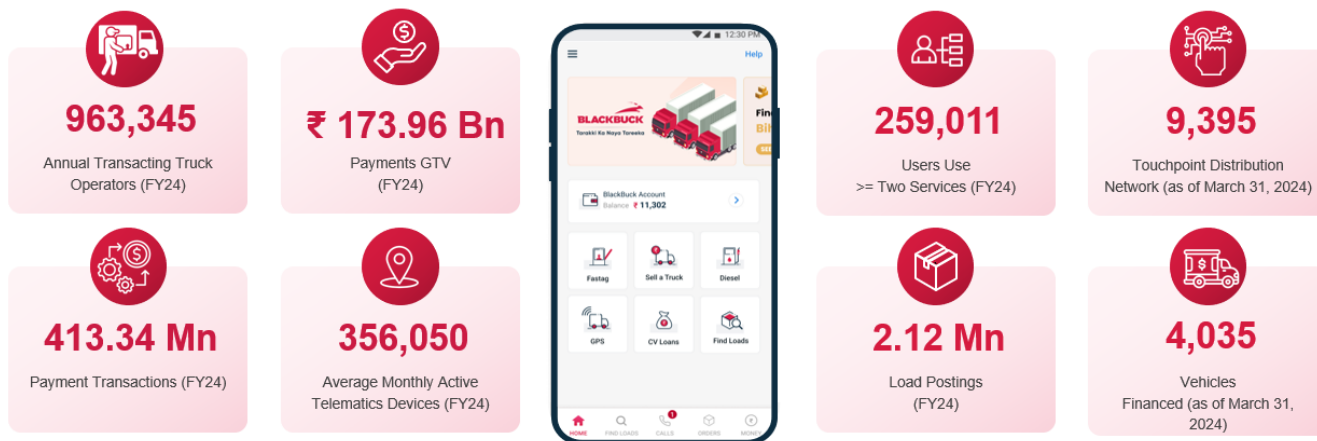 963,345
Annual Transacting Truck
Operators (FY24)
₹ 173.96 Bn
Payments GTV
(FY24)
413.34 Mn
Payment Transactions (FY24)
356,050
Average Monthly Active
Telematics Devices (FY24)
12:30 PM
Help
BLACKBUCK
Tarakki Ka Naya Tareeka
BlackBuck Account
Balance ₹ 11,302
Fastag
Sell a Truck
Diesel
GPS
CV Loans
Find Loads
1
HOME
FIND LOADS
CALLS
ORDERS
MONEY
259,011
Users Use
>= Two Services (FY24)
9,395
Touchpoint Distribution
Network (as of March 31, 2024)
2.12 Mn
Load Postings
(FY24)
4,035
Vehicles
Financed (as of March 31,
2024)